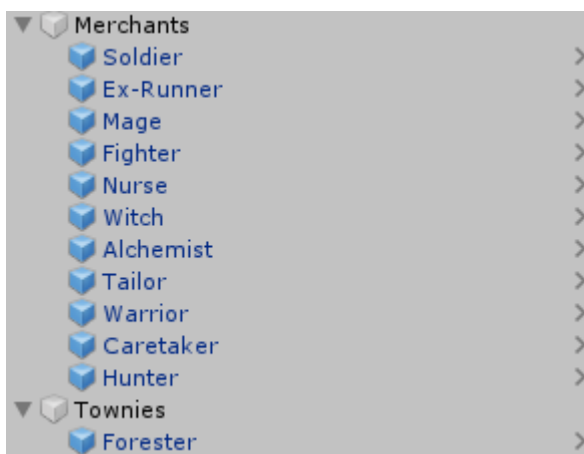 Merchants
Soldier
Ex-Runner
Mage
Fighter
Nurse
Witch
Alchemist
Tailor
Warrior
Caretaker
Hunter
Townies
Forester